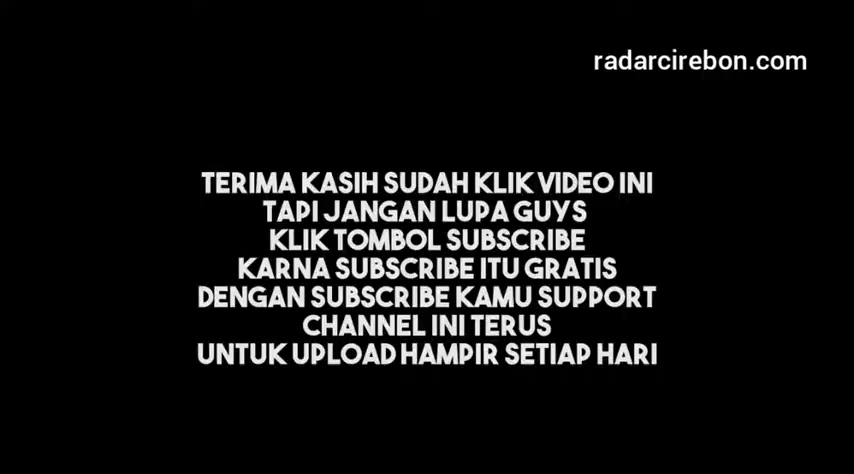 radarcirebon.com
TERIMA KASIH SUDAH KLIK VIDEO INI
TAPI JANGAN LUPA GUYS
KLIK TOMBOL SUBSCRIBE
KARNA SUBSCRIBE ITU GRATIS
DENGAN SUBSCRIBE KAMU SUPPORT
CHANNEL INI TERUS
UNTUK UPLOAD HAMPIR SETIAP HARI